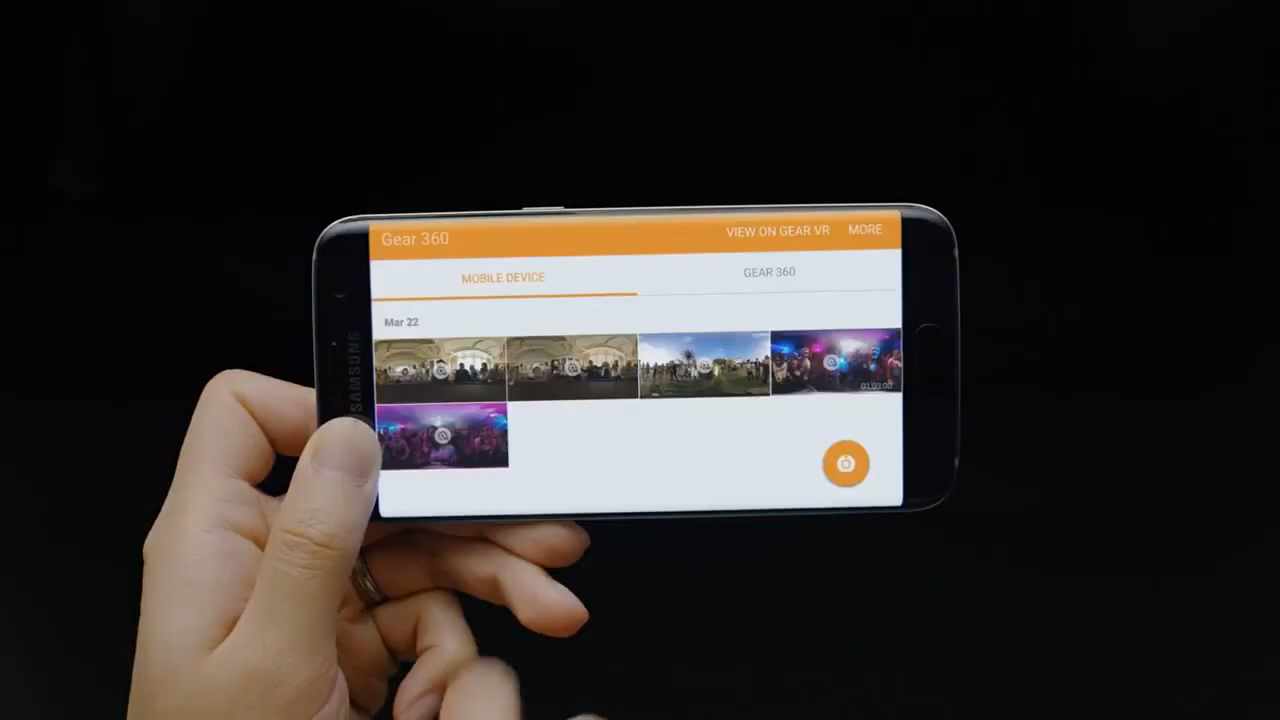 Gear 360
VIEW ON GEAR VR MORE
MOBILE DEVICE GEAR 360
Mar 22
01:03:00
SAMSUNG